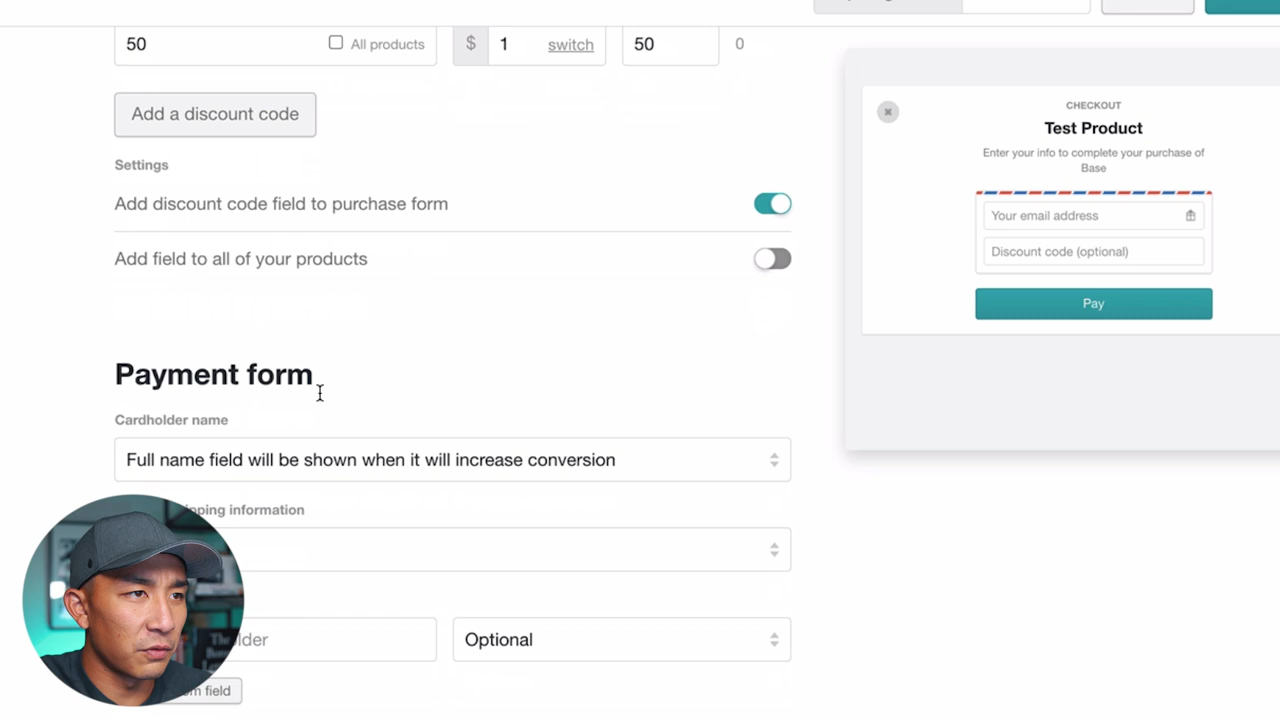 50 All products $ 1 switch 50 0
Add a discount code
Settings
Add discount code field to purchase form
Add field to all of your products
Payment form
Cardholder name
Full name field will be shown when it will increase conversion
information
Optional
field
CHECKOUT
Test Product
Enter your info to complete your purchase of
Base
Your email address
Discount code (optional)
Pay